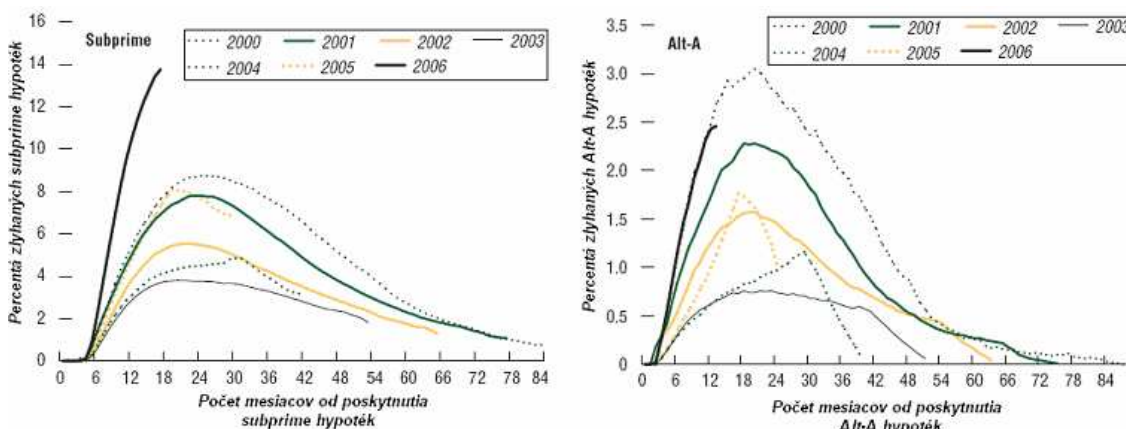 Subprime
2000 2001 2002 2003
2004 2005 2006
Percentá zlyhaných subprime hypoték
16
14
12
10
8
6
4
2
0
0 6 12 18 24 30 36 42 48 54 60 66 72 78 84
Počet mesiacov od poskytnutia
subprime hypoték
Alt-A
2000 2001 2002 2003
2004 2005 2006
Percentá zlyhaných Alt-A hypoték
3.5
3.0
2.5
2.0
1.5
1.0
0.5
0
0 6 12 18 24 30 36 42 48 54 60 66 72 78 84
Počet mesiacov od poskytnutia
Alt-A hypoték